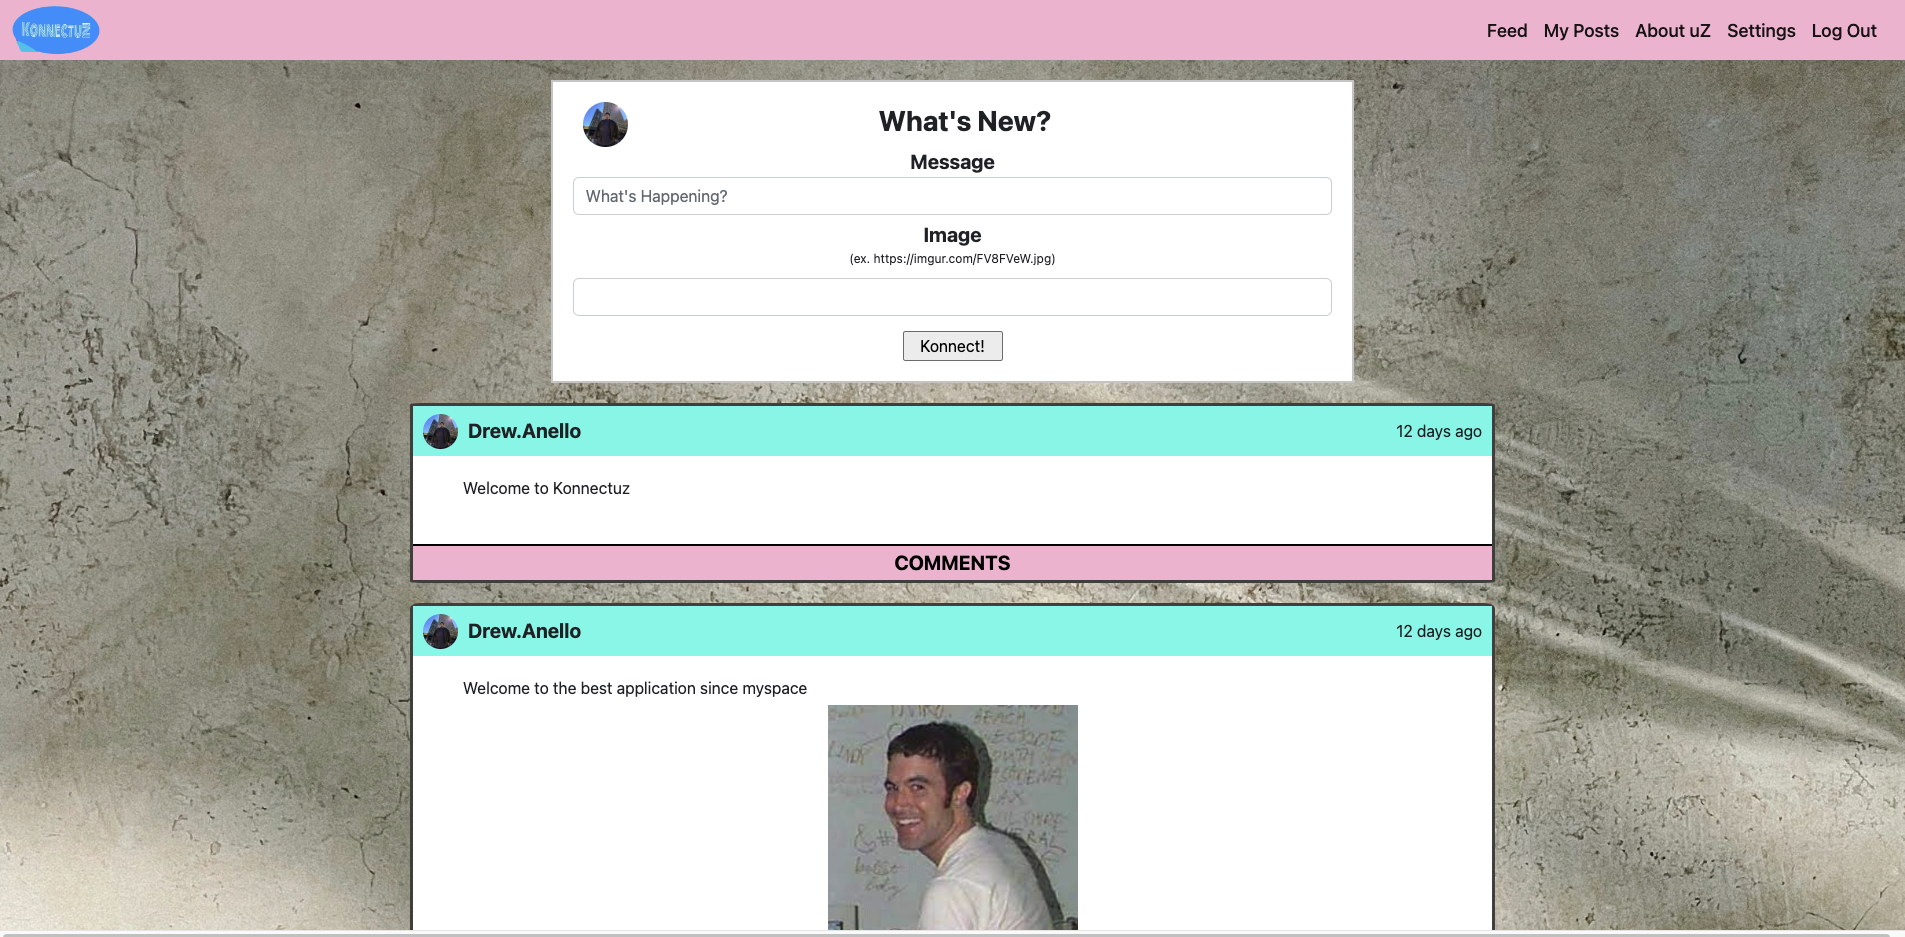 KONNECTUZ
Feed My Posts About uZ Settings Log Out
What's New?
Message
What's Happening?
Image
(ex. https://imgur.com/FV8FVeW.jpg)
Konnect!
Drew.Anello 12 days ago
Welcome to Konnectuz
COMMENTS
Drew.Anello 12 days ago
Welcome to the best application since myspace
BEACH